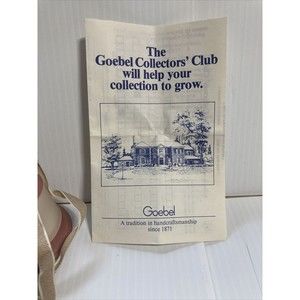 The
Goebel Collectors' Club
will help your
collection to grow.
Goebel
A tradition in handcraftsmanship
since 1871